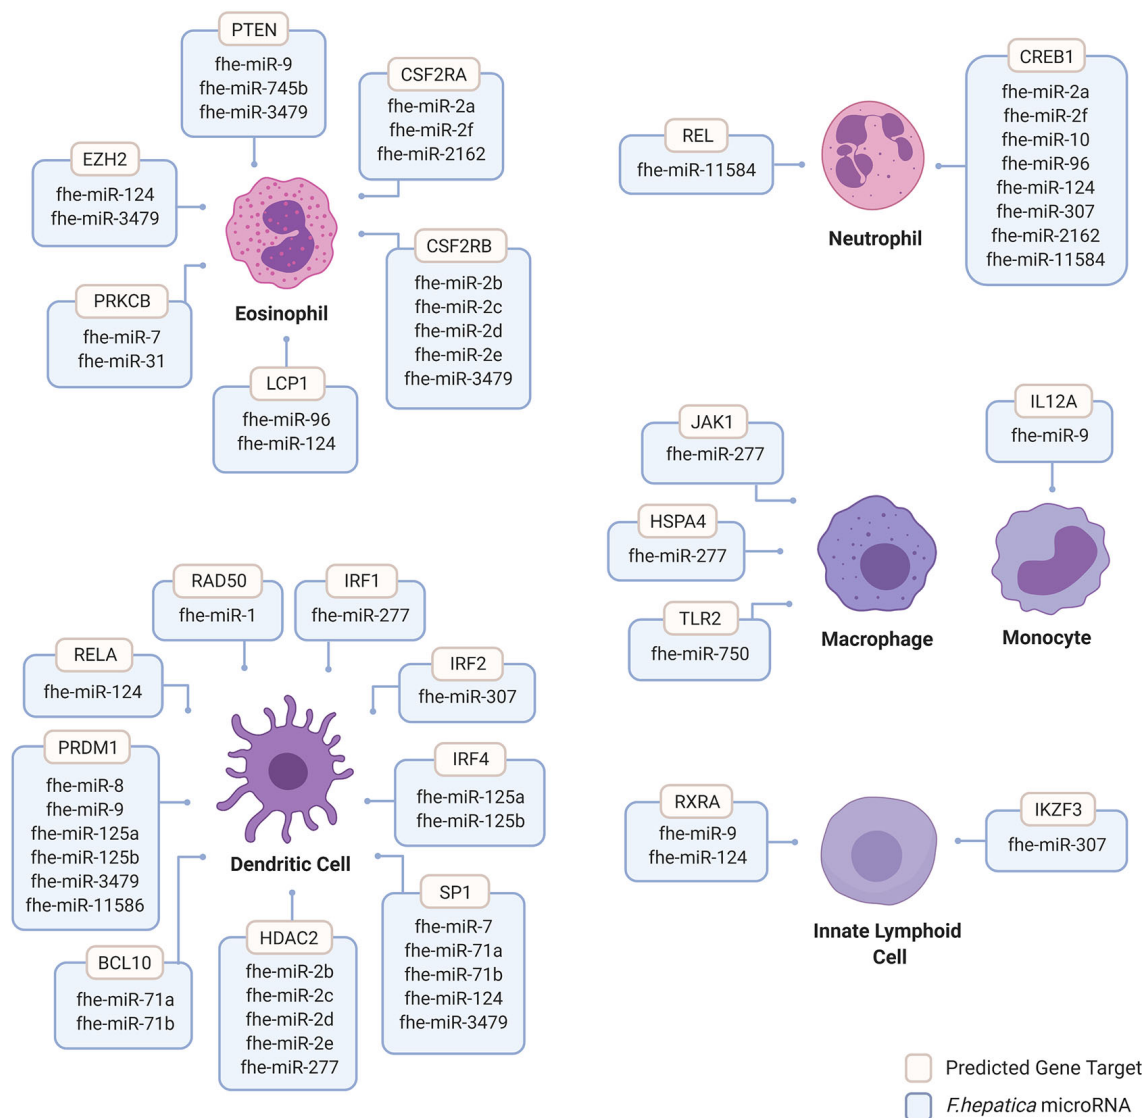 PTEN
fhe-miR-9
fhe-miR-745b
fhe-miR-3479
CSF2RA
fhe-miR-2a
fhe-miR-2f
fhe-miR-2162
EZH2
fhe-miR-124
fhe-miR-3479
CSF2RB
fhe-miR-2b
fhe-miR-2c
fhe-miR-2d
fhe-miR-2e
fhe-miR-3479
PRKCB
fhe-miR-7
fhe-miR-31
Eosinophil
LCP1
fhe-miR-96
fhe-miR-124
REL
fhe-miR-11584
Neutrophil
CREB1
fhe-miR-2a
fhe-miR-2f
fhe-miR-10
fhe-miR-96
fhe-miR-124
fhe-miR-307
fhe-miR-2162
fhe-miR-11584
JAK1
fhe-miR-277
HSPA4
fhe-miR-277
TLR2
fhe-miR-750
Macrophage
IL12A
fhe-miR-9
Monocyte
RAD50
fhe-miR-1
IRF1
fhe-miR-277
RELA
fhe-miR-124
IRF2
fhe-miR-307
PRDM1
fhe-miR-8
fhe-miR-9
fhe-miR-125a
fhe-miR-125b
fhe-miR-3479
fhe-miR-11586
IRF4
fhe-miR-125a
fhe-miR-125b
Dendritic Cell
BCL10
fhe-miR-71a
fhe-miR-71b
HDAC2
fhe-miR-2b
fhe-miR-2c
fhe-miR-2d
fhe-miR-2e
fhe-miR-277
SP1
fhe-miR-7
fhe-miR-71a
fhe-miR-71b
fhe-miR-124
fhe-miR-3479
RXRA
fhe-miR-9
fhe-miR-124
IKZF3
fhe-miR-307
Innate Lymphoid
Cell
Predicted Gene Target
F.hepatica microRNA